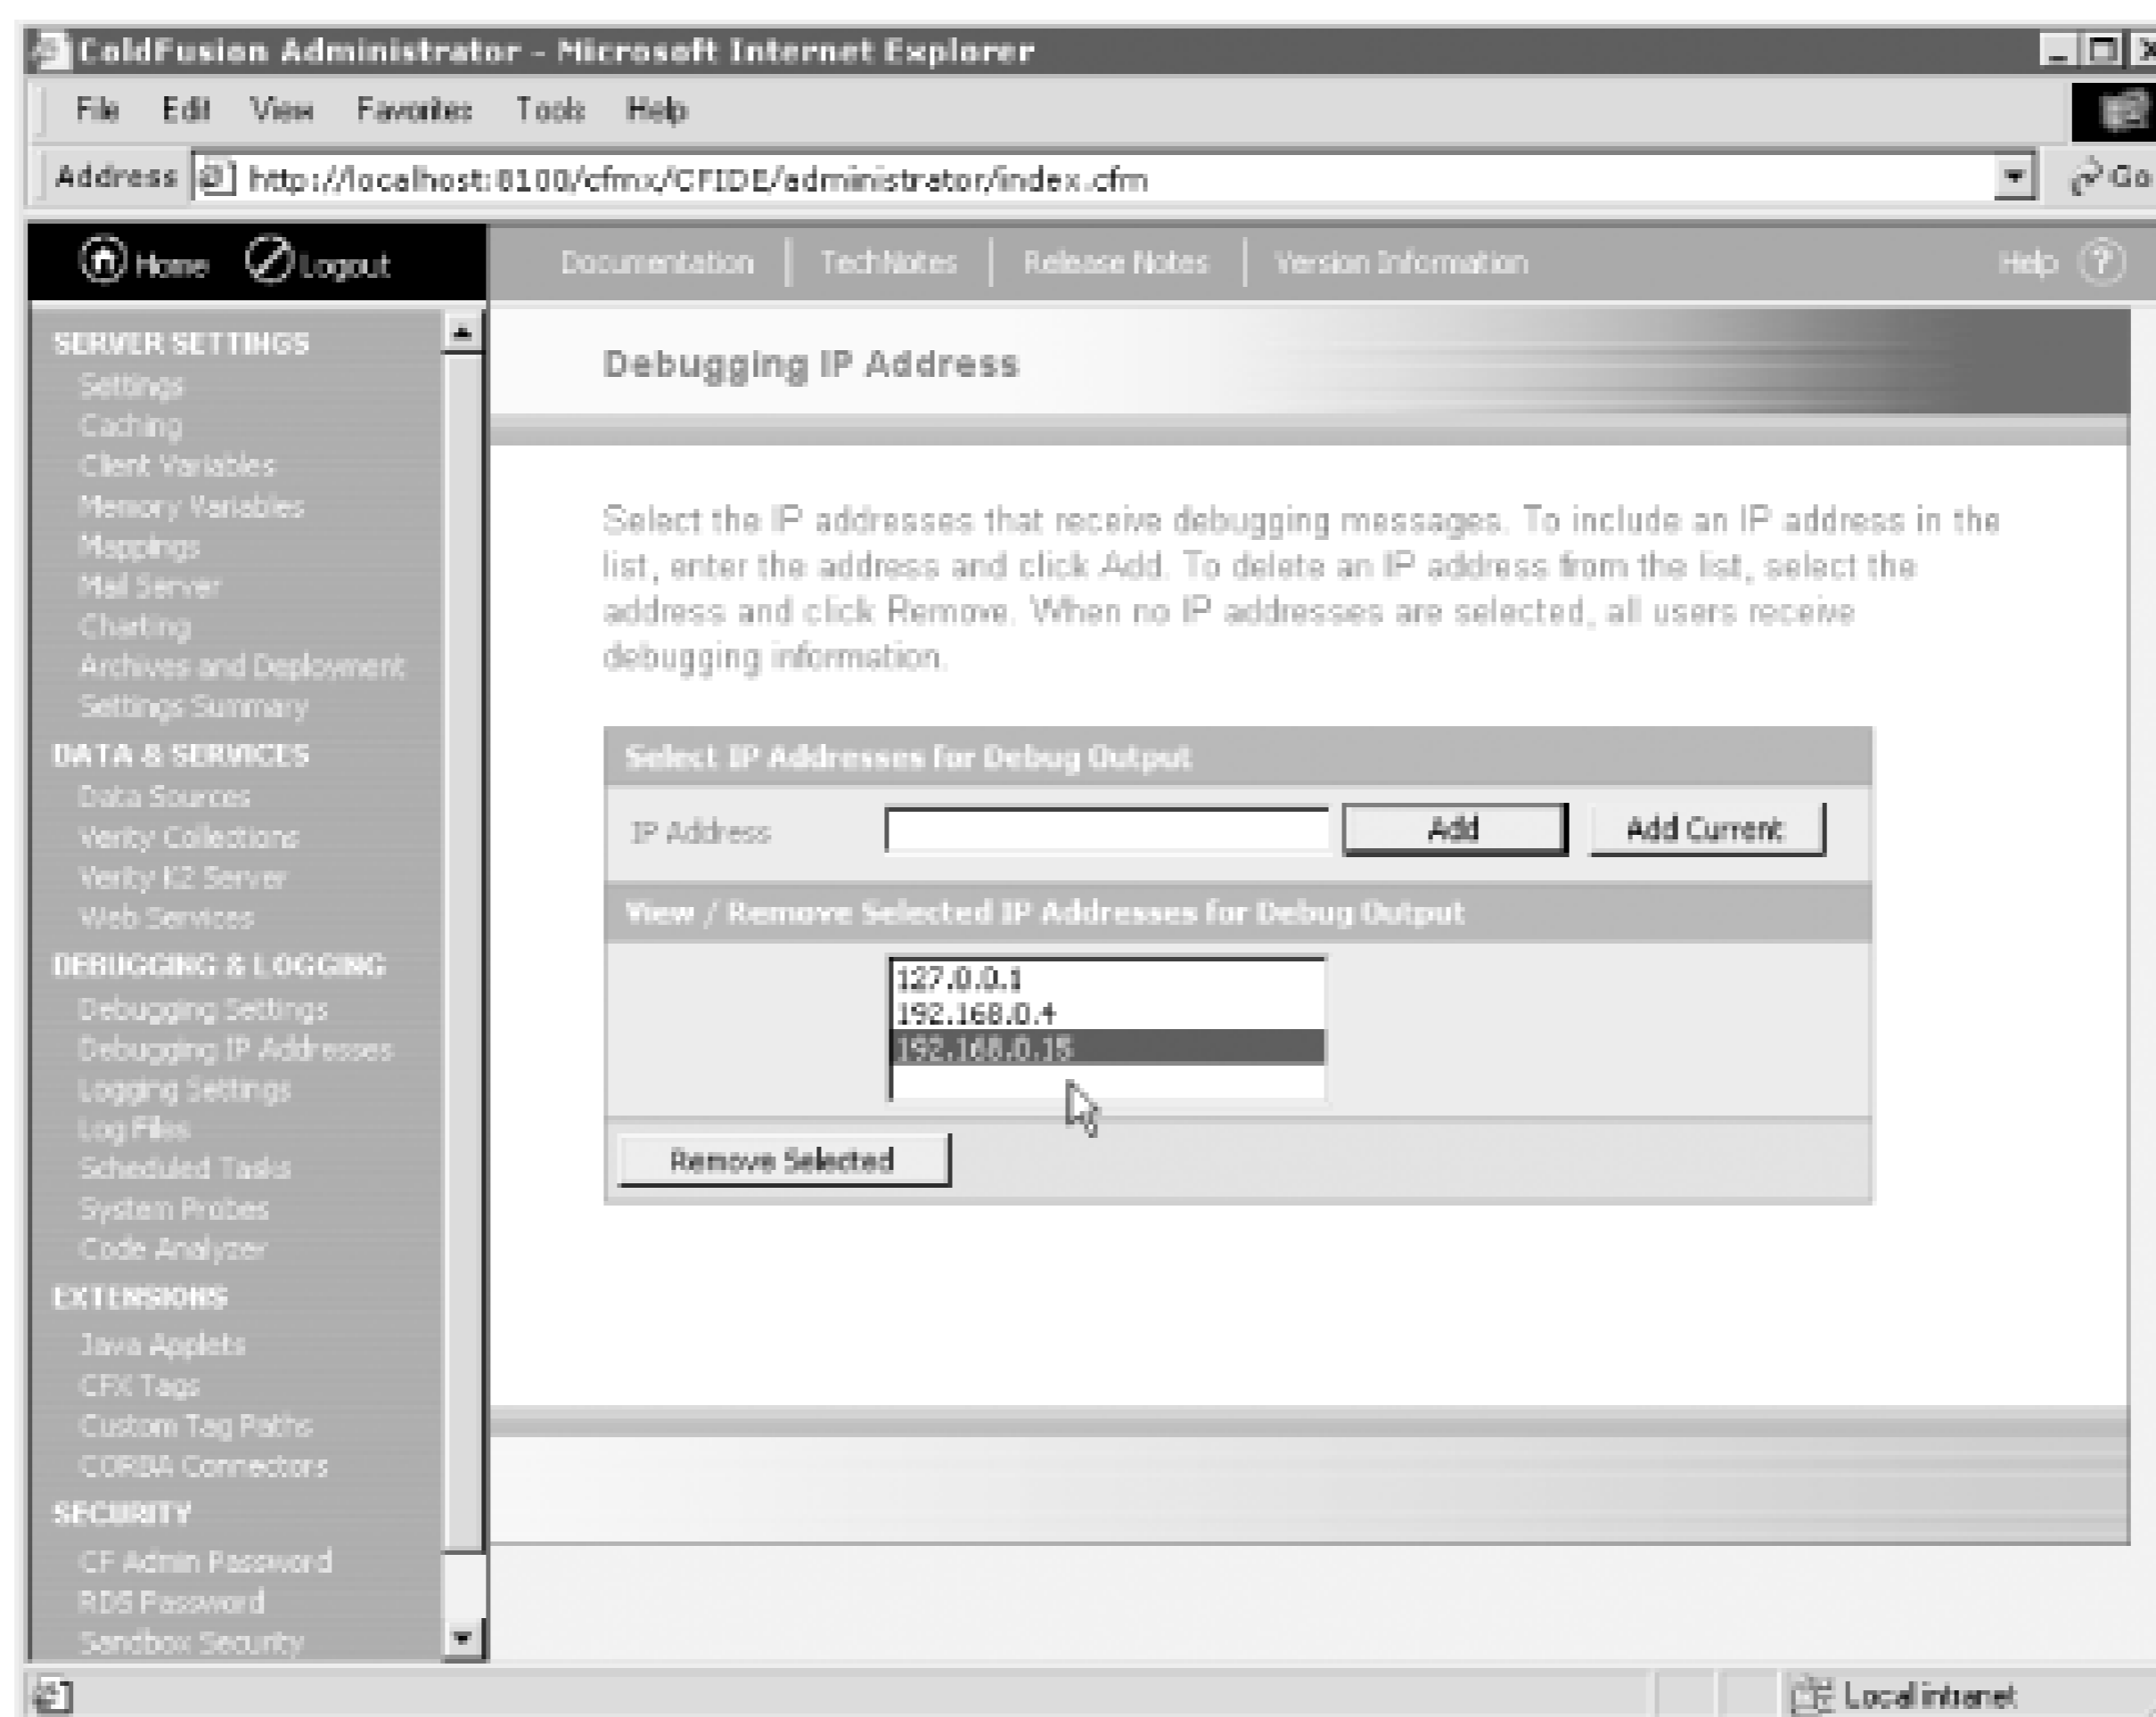 ColdFusion Administrator - Microsoft Internet Explorer
File Edit View Favorites Tools Help
Address http://localhost:8100/cfmx/CFIDE/administrator/index.cfm Go
Home Logout Documentation TechNotes Release Notes Version Information Help ?
SERVER SETTINGS
Settings
Caching
Client Variables
Memory Variables
Mappings
Mail Server
Charting
Archives and Deployment
Settings Summary
DATA & SERVICES
Data Sources
Verity Collections
Verity K2 Server
Web Services
DEBUGGING & LOGGING
Debugging Settings
Debugging IP Addresses
Logging Settings
Log Files
Scheduled Tasks
System Probes
Code Analyzer
EXTENSIONS
Java Applets
CFX Tags
Custom Tag Paths
CORBA Connectors
SECURITY
CF Admin Password
RDS Password
Sandbox Security
Debugging IP Address
Select the IP addresses that receive debugging messages. To include an IP address in the
list, enter the address and click Add. To delete an IP address from the list, select the
address and click Remove. When no IP addresses are selected, all users receive
debugging information.
Select IP Addresses for Debug Output
IP Address Add Add Current
View / Remove Selected IP Addresses for Debug Output
127.0.0.1
192.168.0.4
192.168.0.15
Remove Selected
Local intranet